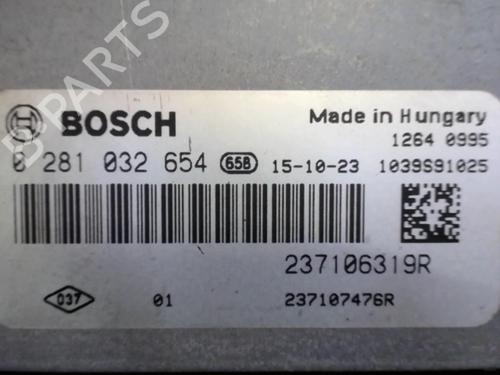 BOSCH
Made in Hungary
1264 0995
0 281 032 654 65B 15-10-23 1039S91025
237106319R
037 01 237107476R
B-PARTS